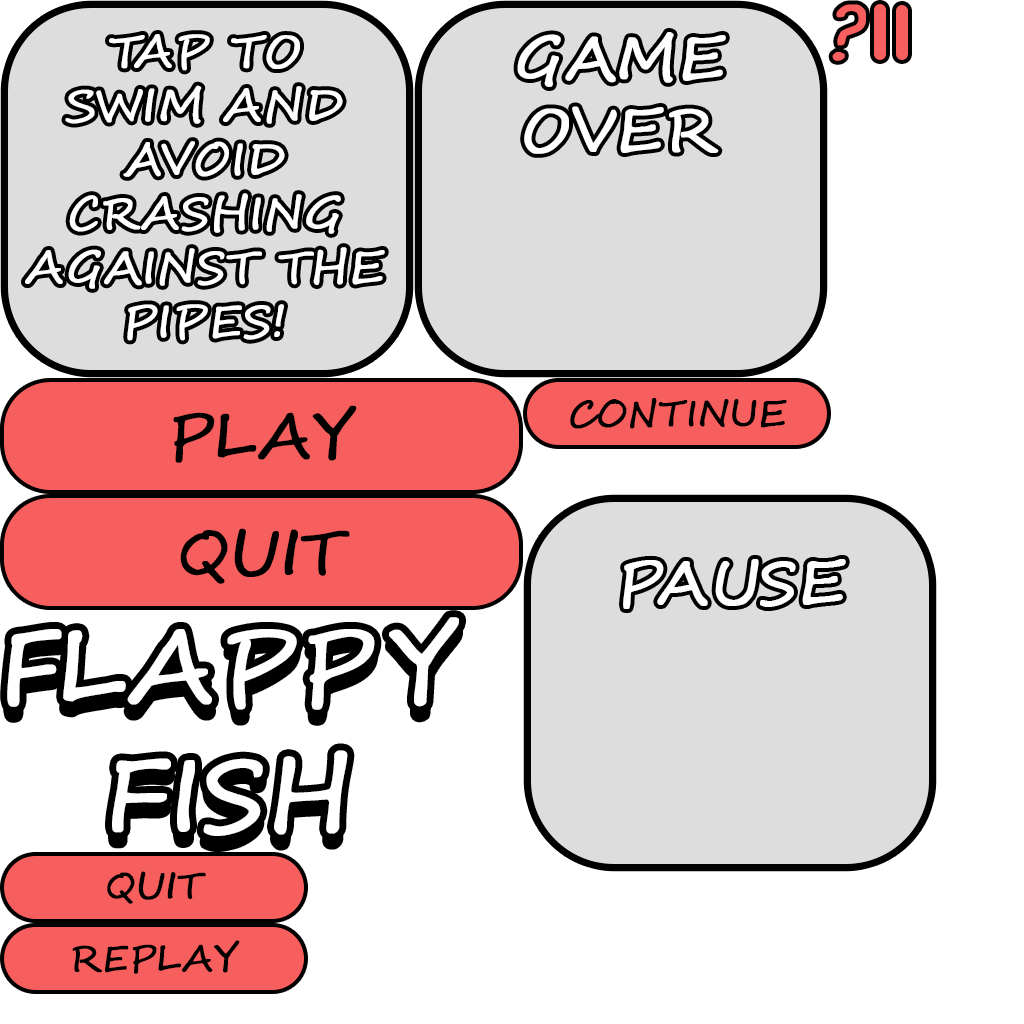 TAP TO
SWIM AND
AVOID
CRASHING
AGAINST THE
PIPES!
GAME
OVER
?
PLAY
CONTINUE
QUIT
PAUSE
FLAPPY
FISH
QUIT
REPLAY